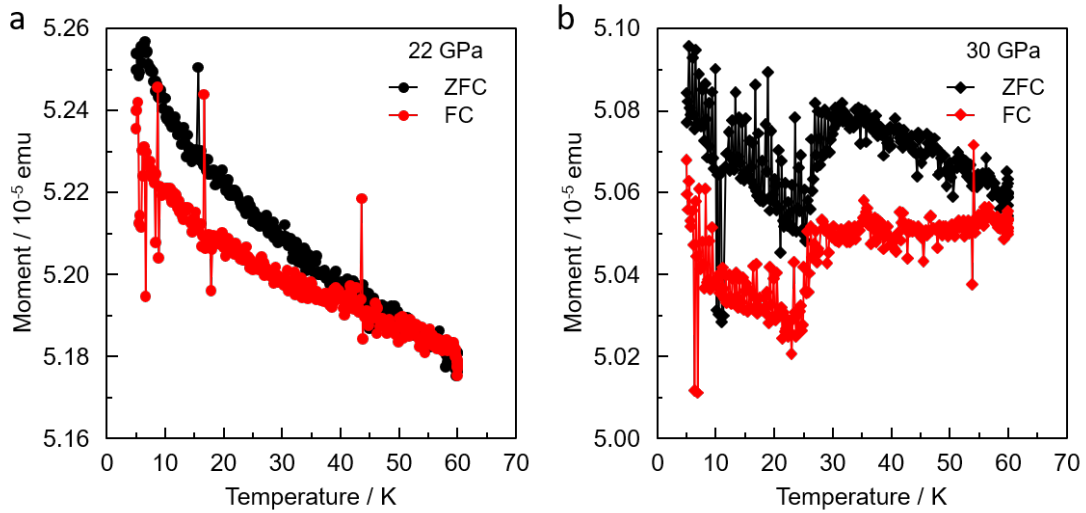 a
22 GPa
ZFC
FC
5.26
5.24
5.22
5.20
5.18
5.16
Moment / 10⁻⁵ emu
0 10 20 30 40 50 60 70
Temperature / K
b
30 GPa
ZFC
FC
5.10
5.08
5.06
5.04
5.02
5.00
Moment / 10⁻⁵ emu
0 10 20 30 40 50 60 70
Temperature / K